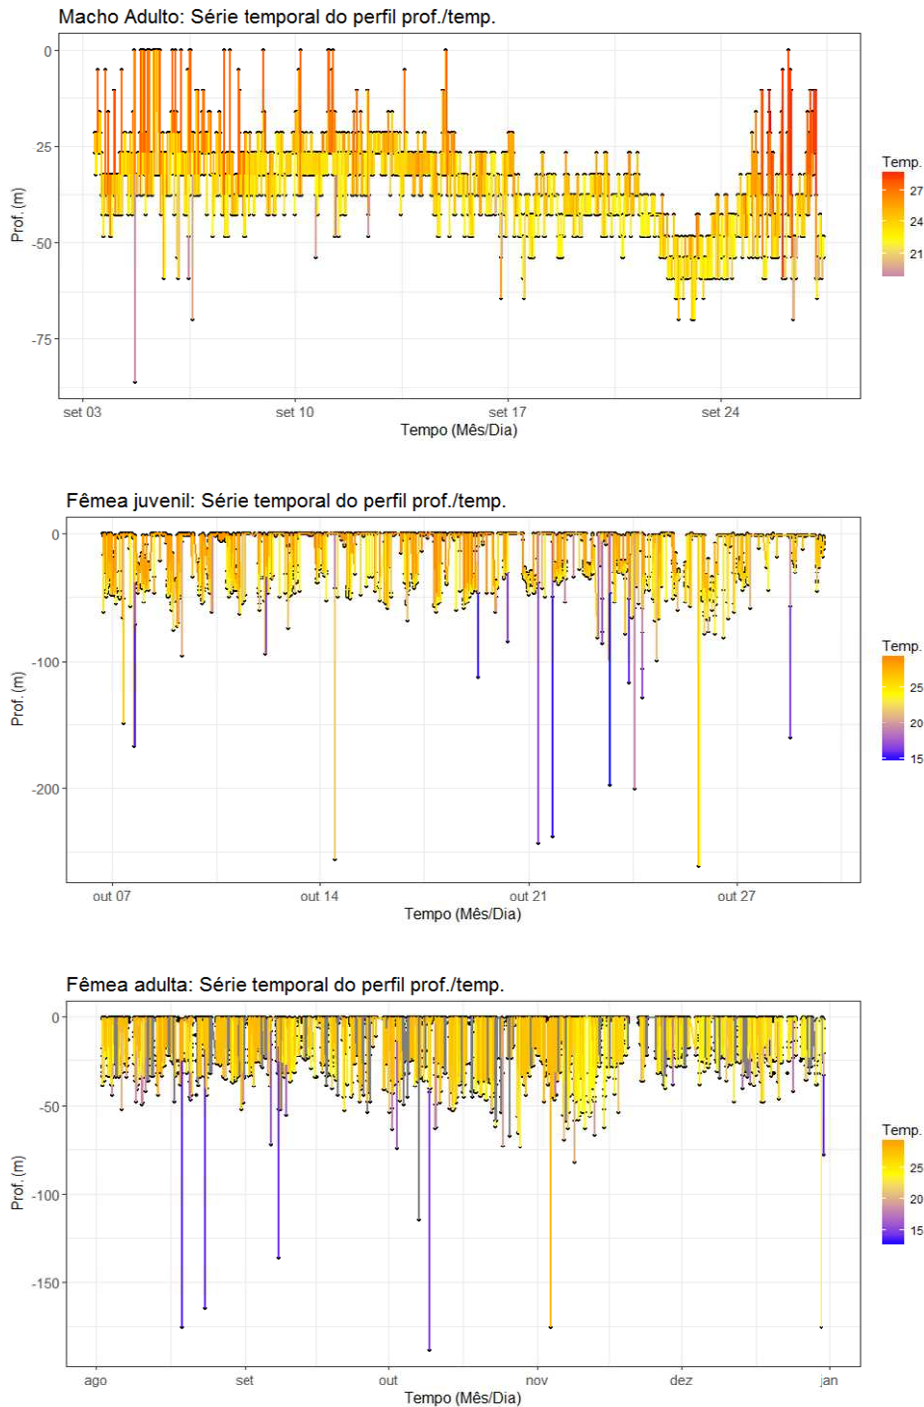 Macho Adulto: Série temporal do perfil prof./temp.
0
25
-50
-75
Prof. (m)
set 03
set 10
set 17
set 24
Tempo (Mês/Dia)
Temp.
27
24
21
Fêmea juvenil: Série temporal do perfil prof./temp.
0
-100
-200
Prof. (m)
out 07
out 14
out 21
out 27
Tempo (Mês/Dia)
Temp.
25
20
15
Fêmea adulta: Série temporal do perfil prof./temp.
0
-50
-100
-150
Prof. (m)
ago
set
out
nov
dez
jan
Tempo (Mês/Dia)
Temp.
25
20
15